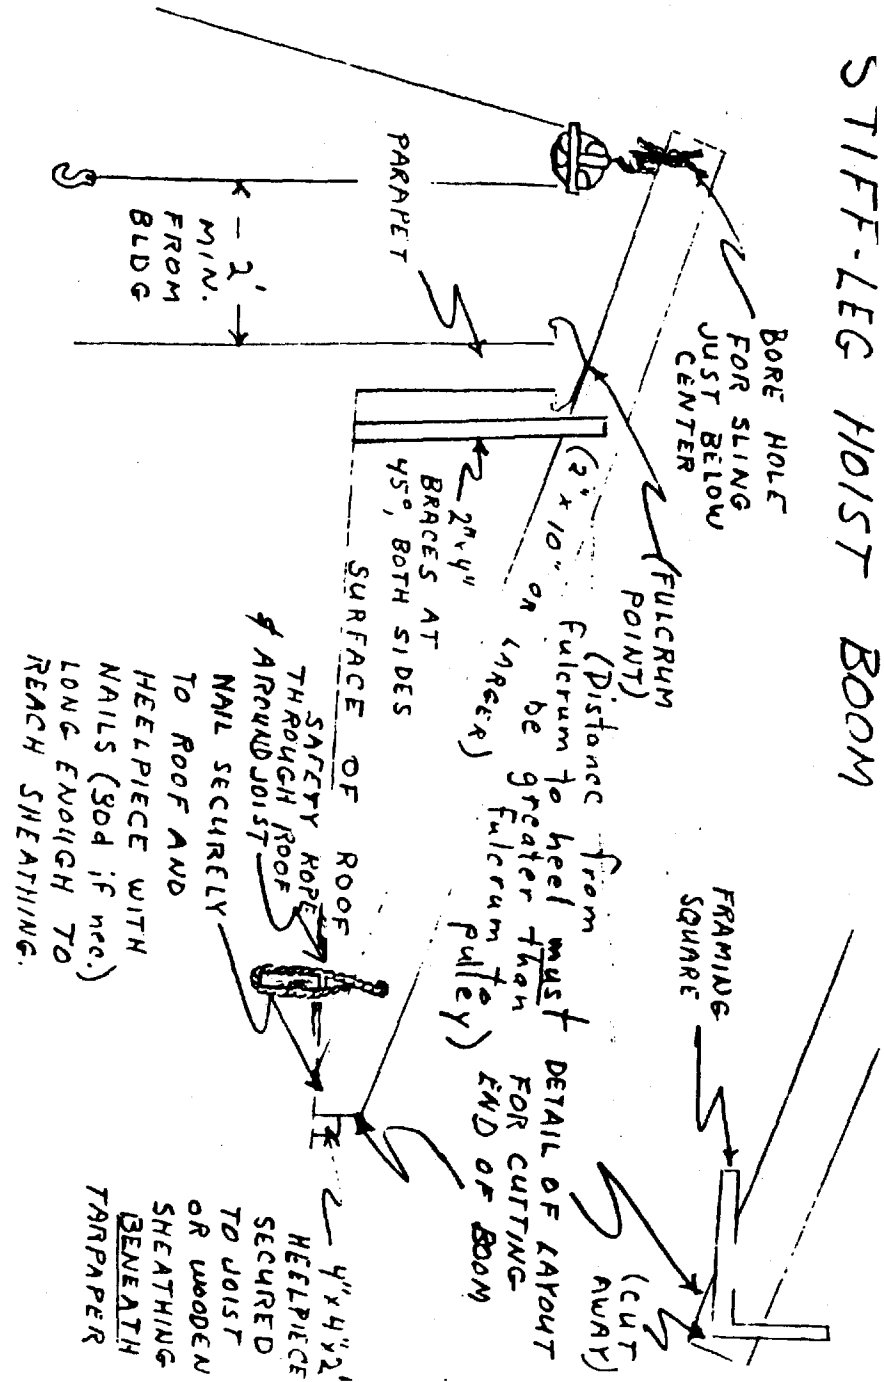 STIFF-LEG HOIST BOOM
BORE HOLE
FOR SLING
JUST BELOW
CENTER
(FULCRUM
POINT)
PARAPET
2'
MIN.
FROM
BLDG
(2" x 10" OR LARGER)
2" x 4"
BRACES AT
45°, BOTH SIDES
(Distance from
fulcrum to heel must
be greater than
fulcrum to
pulley)
SURFACE OF ROOF
FRAMING
SQUARE
(CUT
AWAY)
DETAIL OF LAYOUT
FOR CUTTING
END OF BOOM
SAFETY ROPE
THROUGH ROOF
& AROUND JOIST
NAIL SECURELY
TO ROOF AND
HEELPIECE WITH
NAILS (90d if nec.)
LONG ENOUGH TO
REACH SHEATHING.
4" x 4" x 2'
HEELPIECE
SECURED
TO JOIST
OR WOODEN
SHEATHING
BENEATH
TARPAPER